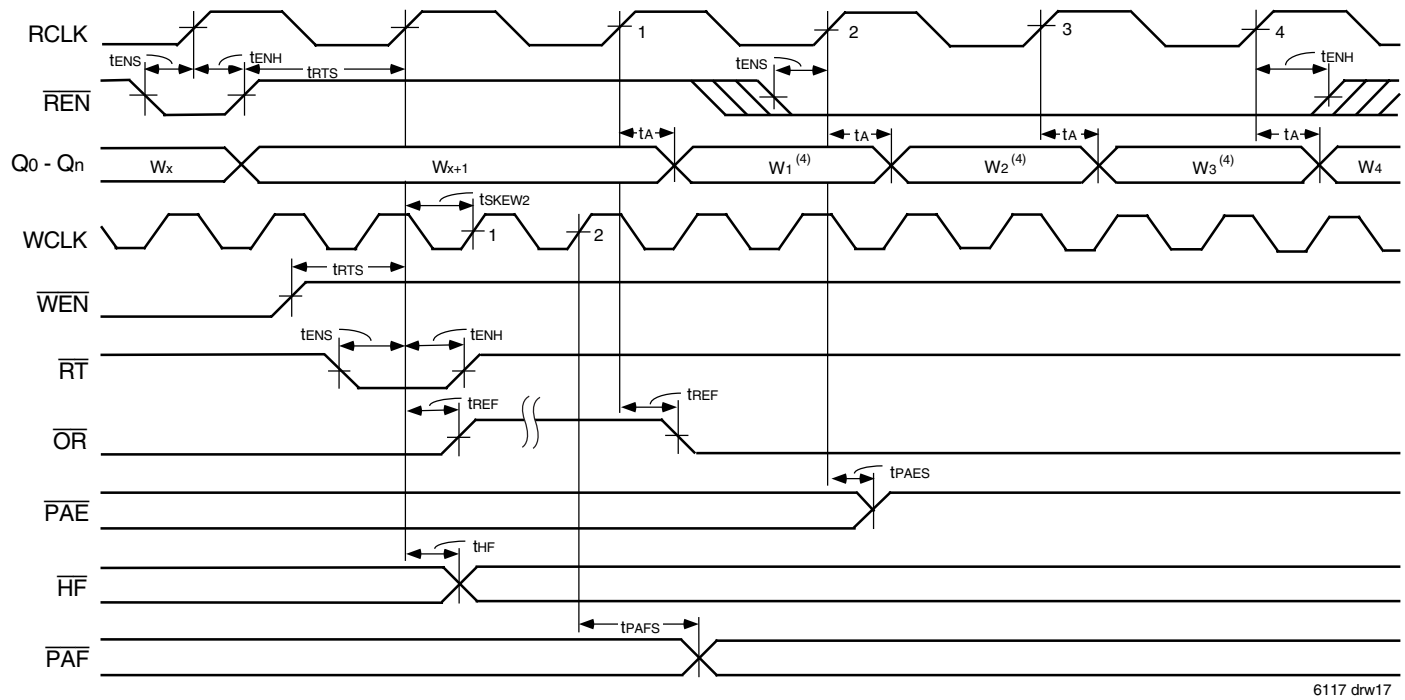 RCLK 1 2 3 4
tENS tENH tRTS tENS tENH
REN
tA tA tA tA
Q0 - Qn Wx Wx+1 W1(4) W2(4) W3(4) W4
tSKEW2
WCLK 1 2
tRTS
WEN
tENS tENH
RT
tREF tREF
OR
tPAES
PAE
tHF
HF
tPAFS
PAF
6117 drw17